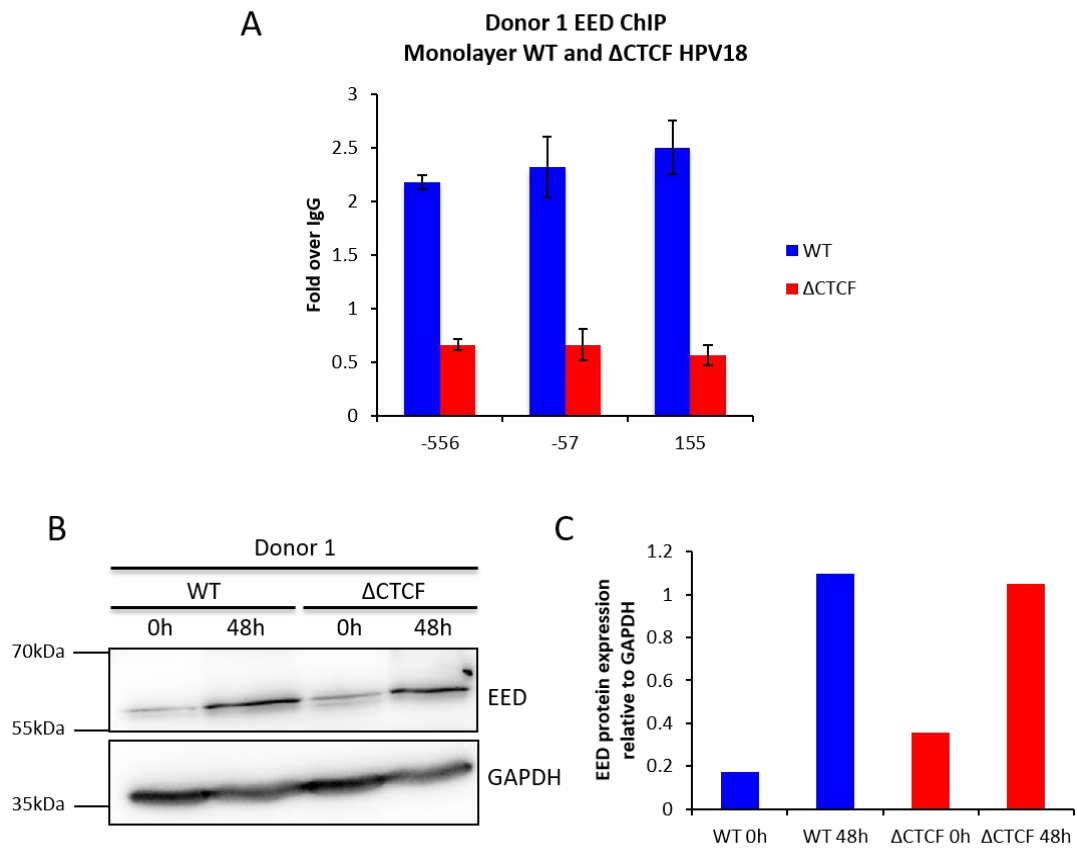 A
Donor 1 EED ChIP
Monolayer WT and ΔCTCF HPV18
3
2.5
2
1.5
1
0.5
0
Fold over IgG
-556
-57
155
WT
ΔCTCF
B
Donor 1
WT
ΔCTCF
0h
48h
0h
48h
70kDa
55kDa
35kDa
EED
GAPDH
C
1.2
1
0.8
0.6
0.4
0.2
0
EED protein expression
relative to GAPDH
WT 0h
WT 48h
ΔCTCF 0h
ΔCTCF 48h